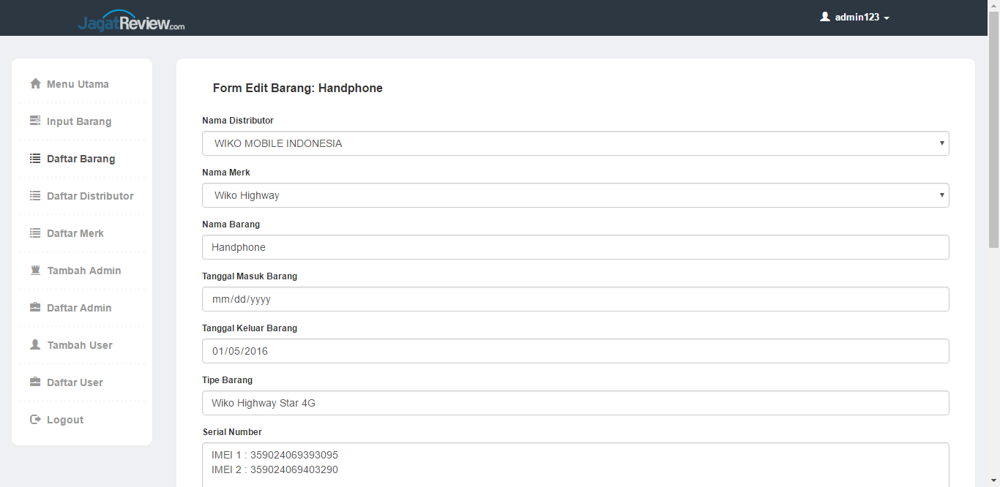 JagatReview.com
admin123
Menu Utama
Input Barang
Daftar Barang
Daftar Distributor
Daftar Merk
Tambah Admin
Daftar Admin
Tambah User
Daftar User
Logout
Form Edit Barang: Handphone
Nama Distributor
WIKO MOBILE INDONESIA
Nama Merk
Wiko Highway
Nama Barang
Handphone
Tanggal Masuk Barang
mm/dd/yyyy
Tanggal Keluar Barang
01/05/2016
Tipe Barang
Wiko Highway Star 4G
Serial Number
IMEI 1 : 359024069393095
IMEI 2 : 359024069403290